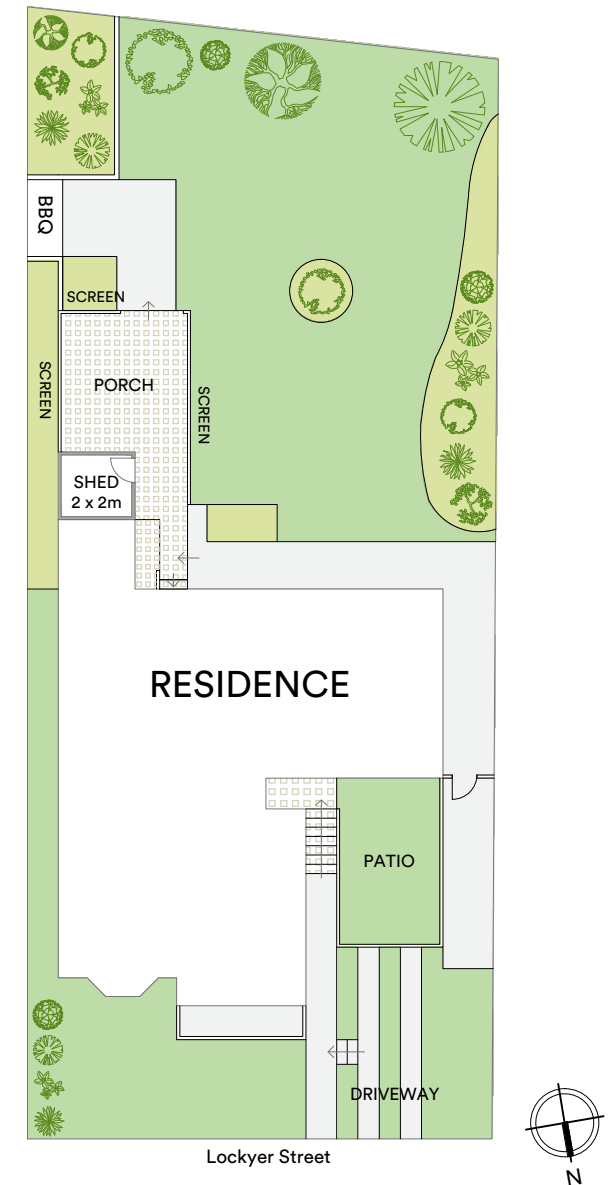 BBQ
SCREEN
PORCH
SCREEN
SCREEN
SHED
2 x 2m
RESIDENCE
PATIO
DRIVEWAY
Lockyer Street
N